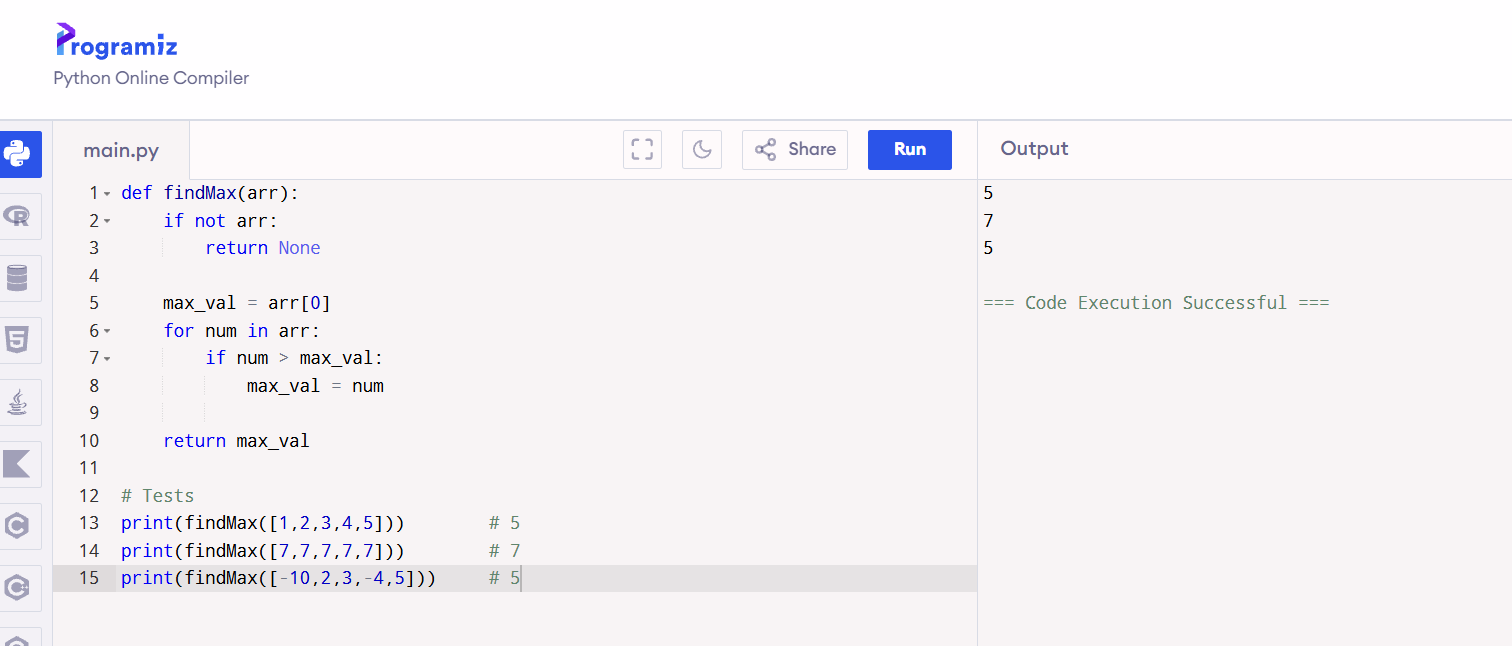 Programiz
Python Online Compiler
main.py
Share
Run
Output
1 def findMax(arr):
2     if not arr:
3         return None
4
5     max_val = arr[0]
6     for num in arr:
7         if num > max_val:
8             max_val = num
9
10     return max_val
11
12 # Tests
13 print(findMax([1,2,3,4,5]))        # 5
14 print(findMax([7,7,7,7,7]))        # 7
15 print(findMax([-10,2,3,-4,5]))     # 5
5
7
5
=== Code Execution Successful ===